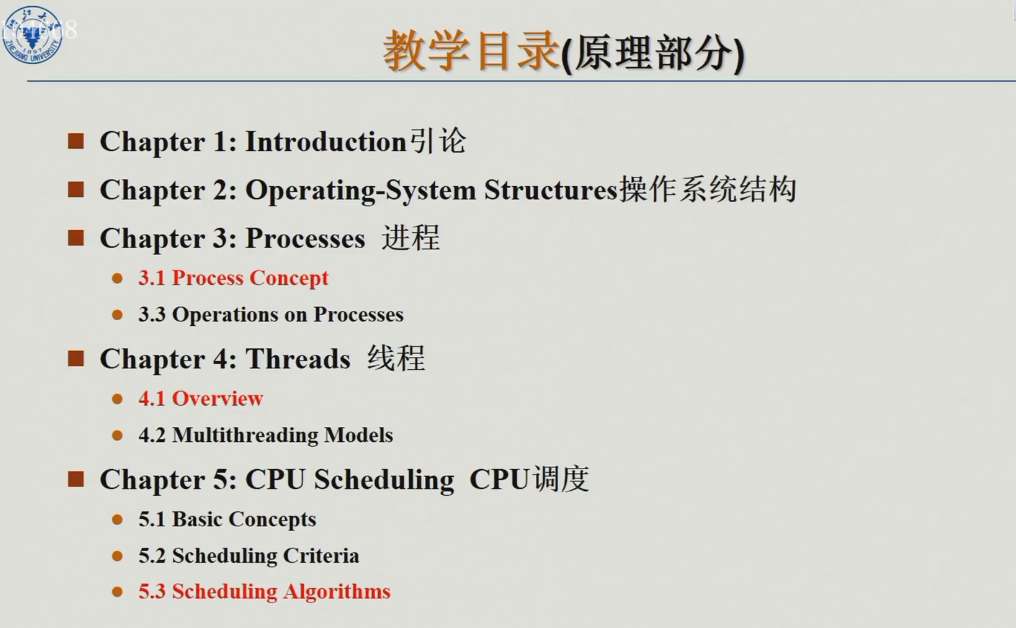 教学目录(原理部分)
Chapter 1: Introduction引论
Chapter 2: Operating-System Structures操作系统结构
Chapter 3: Processes 进程
3.1 Process Concept
3.3 Operations on Processes
Chapter 4: Threads 线程
4.1 Overview
4.2 Multithreading Models
Chapter 5: CPU Scheduling CPU调度
5.1 Basic Concepts
5.2 Scheduling Criteria
5.3 Scheduling Algorithms